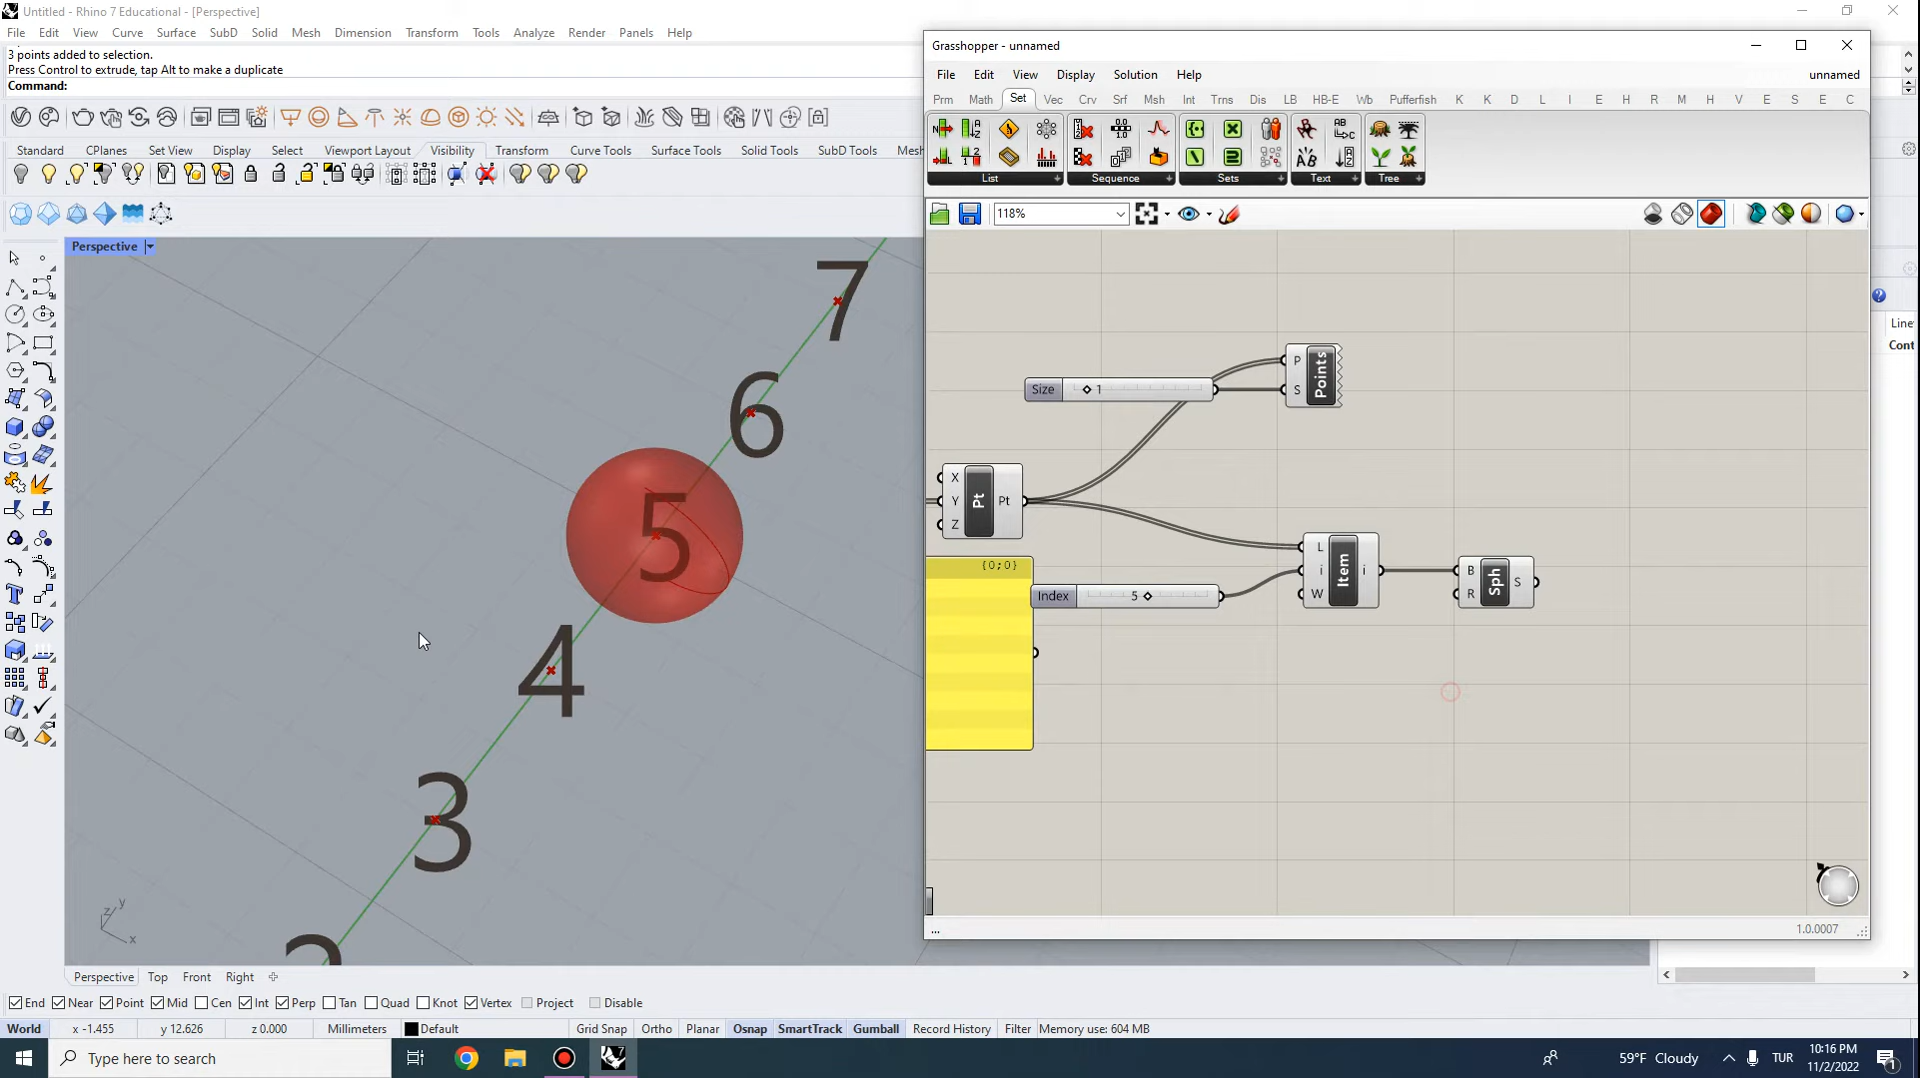 Untitled - Rhino 7 Educational - [Perspective]
File Edit View Curve Surface SubD Solid Mesh Dimension Transform Tools Analyze Render Panels Help
3 points added to selection.
Press Control to extrude, tap Alt to make a duplicate
Command:
Standard CPlanes Set View Display Select Viewport Layout Visibility Transform Curve Tools Surface Tools Solid Tools SubD Tools Mesh
Perspective
7
6
5
4
3
2
z y
x
Grasshopper - unnamed
File Edit View Display Solution Help unnamed
Prm Math Set Vec Crv Srf Msh Int Trns Dis LB HB-E Wb Pufferfish K K D L I E H R M H V E S E C
List Sequence Sets Text Tree
118%
Size 1
P
S
Points
X
Y
Z
Pt
Pt
{0;0}
Index 5
L
i
W
Item
i
B
R
Sph
S
... 1.0.0007
Line
Cont
Perspective Top Front Right
End Near Point Mid Cen Int Perp Tan Quad Knot Vertex Project Disable
World x -1.455 y 12.626 z 0.000 Millimeters Default Grid Snap Ortho Planar Osnap SmartTrack Gumball Record History Filter Memory use: 604 MB
Type here to search
59°F Cloudy
TUR
10:16 PM
11/2/2022
1